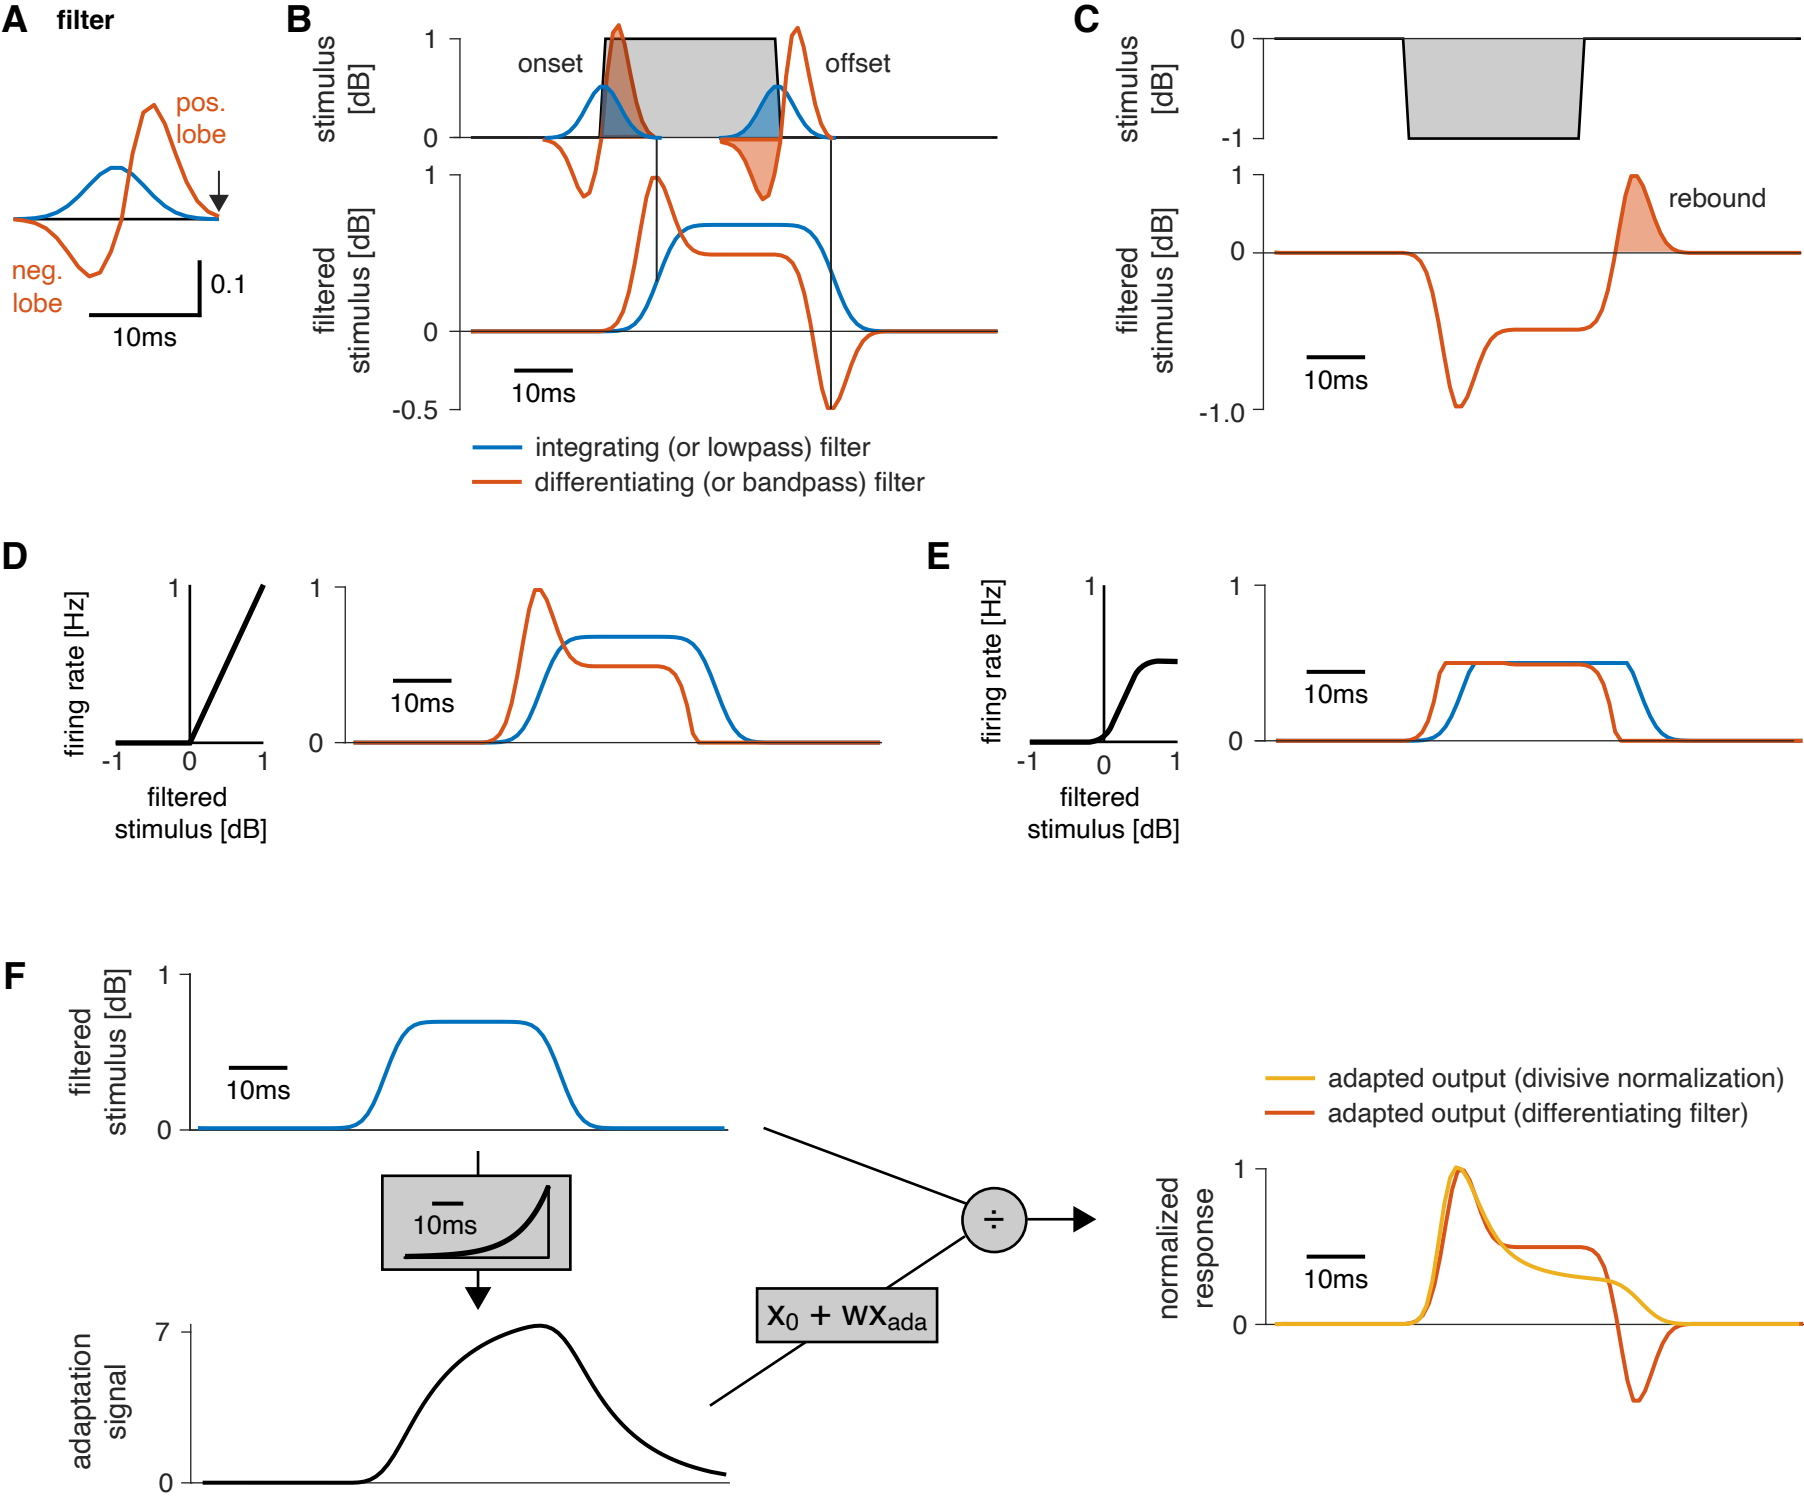 A filter
pos.
lobe
neg.
lobe
0.1
10ms
B
stimulus
[dB]
1
0
onset
offset
filtered
stimulus [dB]
1
0
-0.5
10ms
integrating (or lowpass) filter
differentiating (or bandpass) filter
C
stimulus
[dB]
0
-1
filtered
stimulus [dB]
1
0
-1.0
rebound
10ms
D
firing rate [Hz]
1
-1 0 1
filtered
stimulus [dB]
1
0
10ms
E
firing rate [Hz]
1
-1 0 1
filtered
stimulus [dB]
1
0
10ms
F
filtered
stimulus [dB]
1
0
10ms
10ms
adaptation
signal
7
0
x₀ + wxₐdₐ
÷
adapted output (divisive normalization)
adapted output (differentiating filter)
normalized
response
1
0
10ms